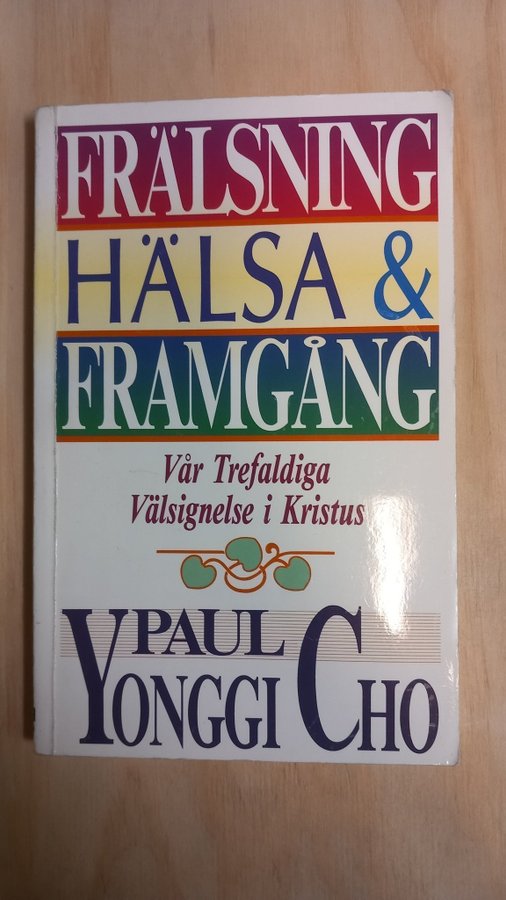 FRÄLSNING
HÄLSA &
FRAMGÅNG
Vår Trefaldiga
Välsignelse i Kristus
PAUL
YONGGI CHO